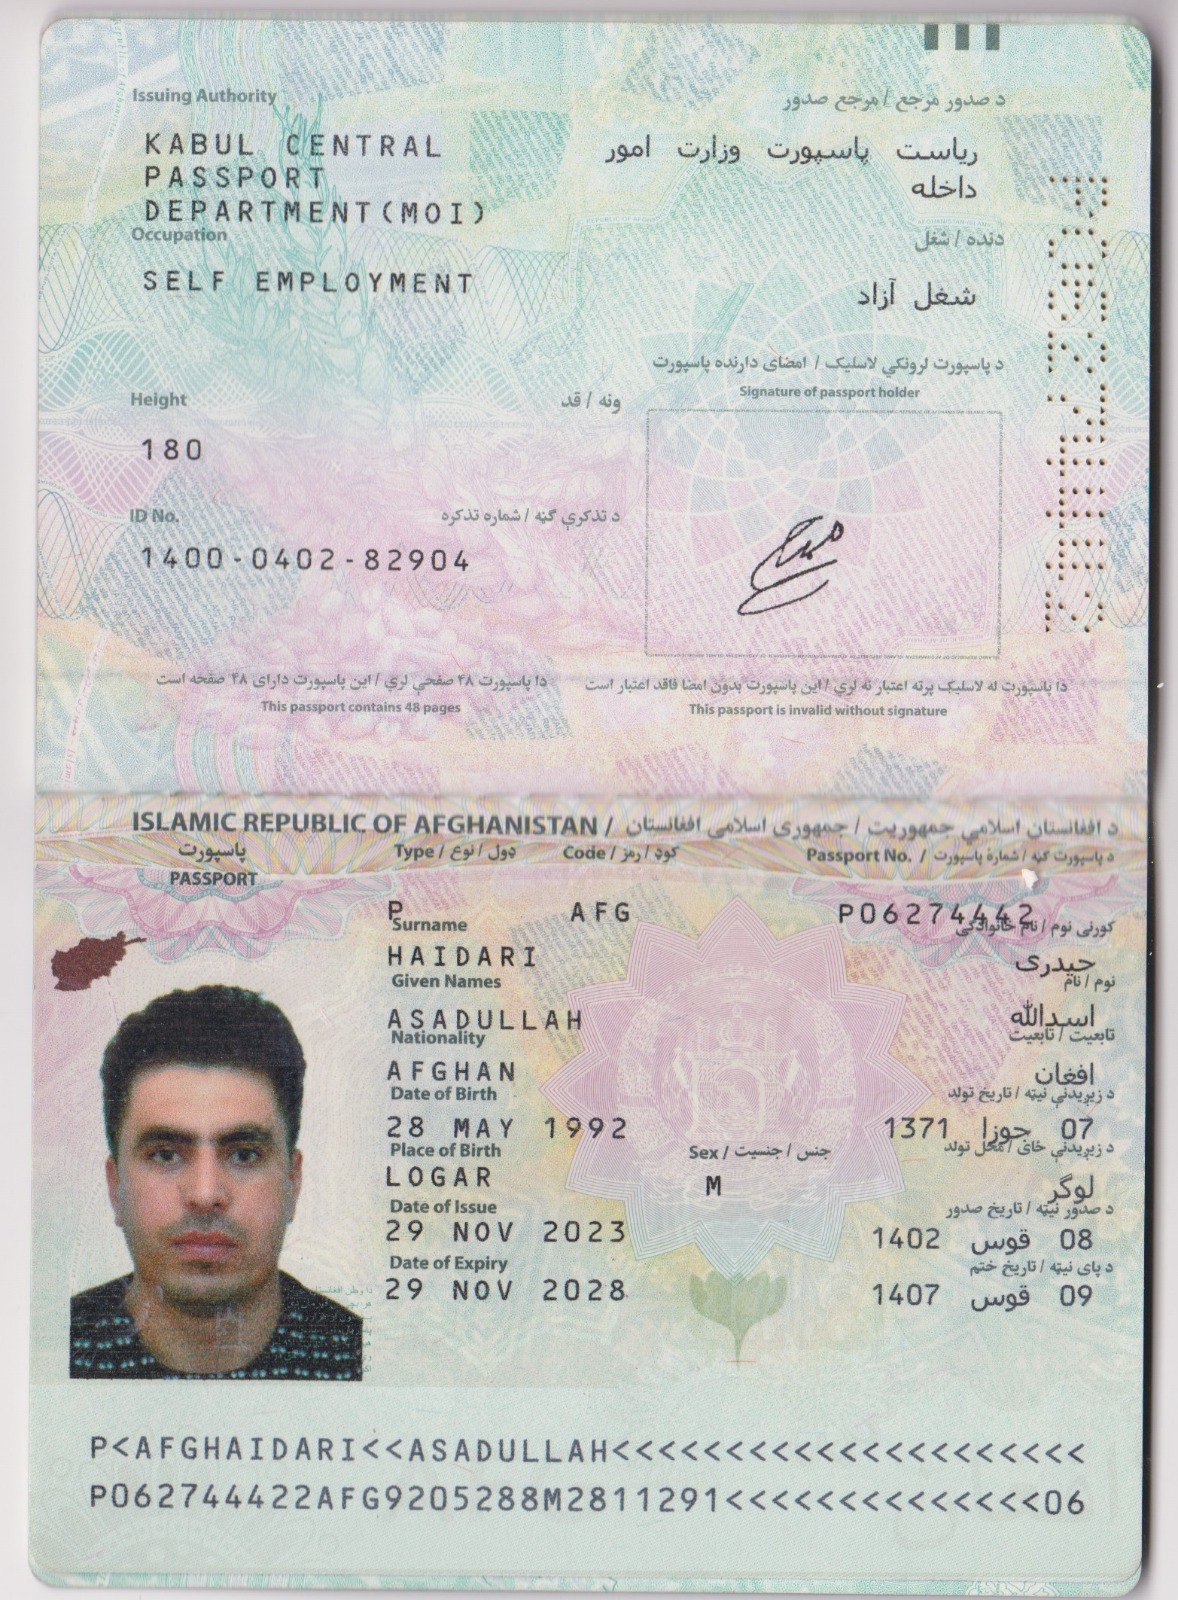 Issuing Authority
د صدور مرجع / مرجع صدور
KABUL CENTRAL
PASSPORT
DEPARTMENT(MOI)
ریاست پاسپورت وزارت امور
داخله
Occupation
دنده / شغل
SELF EMPLOYMENT
شغل آزاد
د پاسپورت لرونکي لاسلیک / امضای دارنده پاسپورت
Signature of passport holder
Height
ونه / قد
180
ID No.
د تذکرې ګڼه / شماره تذکره
1400-0402-82904
دا پاسپورت ۴۸ صفحې لري / این پاسپورت دارای ۴۸ صفحه است
This passport contains 48 pages
دا پاسپورت له لاسلیک پرته اعتبار نه لري / این پاسپورت بدون امضا فاقد اعتبار است
This passport is invalid without signature
ISLAMIC REPUBLIC OF AFGHANISTAN / د افغانستان اسلامي جمهوریت / جمهوری اسلامی افغانستان
پاسپورت
PASSPORT
Type / ډول / نوع
Code / کوډ / رمز
Passport No. / د پاسپورت ګڼه / شماره پاسپورت
P
AFG
P06274442
Surname
کورنی نوم / نام خانوادگی
HAIDARI
حیدری
Given Names
نوم / نام
ASADULLAH
اسدالله
Nationality
تابعیت / تابعیت
AFGHAN
افغان
Date of Birth
د زیږیدنې نیټه / تاریخ تولد
28 MAY 1992
07 جوزا 1371
Place of Birth
Sex / جنس / جنسیت
د زیږیدنې ځای / محل تولد
LOGAR
M
لوگر
Date of Issue
د صدور نیټه / تاریخ صدور
29 NOV 2023
08 قوس 1402
Date of Expiry
د پای نیټه / تاریخ ختم
29 NOV 2028
09 قوس 1407
P<AFGHAIDARI<<ASADULLAH<<<<<<<<<<<<<<<<<<<<<
P062744422AFG9205288M2811291<<<<<<<<<<<<<<06